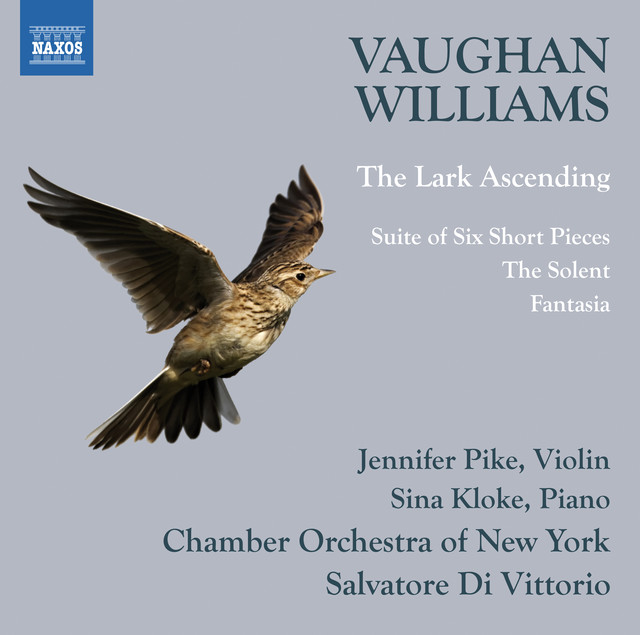 NAXOS
VAUGHAN
WILLIAMS
The Lark Ascending
Suite of Six Short Pieces
The Solent
Fantasia
Jennifer Pike, Violin
Sina Kloke, Piano
Chamber Orchestra of New York
Salvatore Di Vittorio